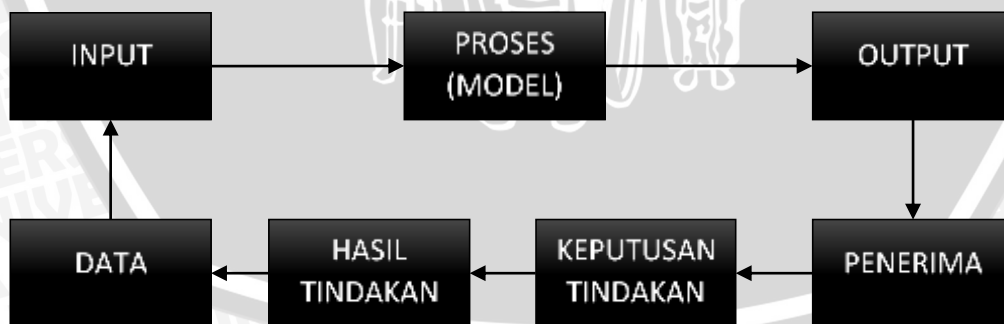 INPUT
PROSES
(MODEL)
OUTPUT
DATA
HASIL
TINDAKAN
KEPUTUSAN
TINDAKAN
PENERIMA